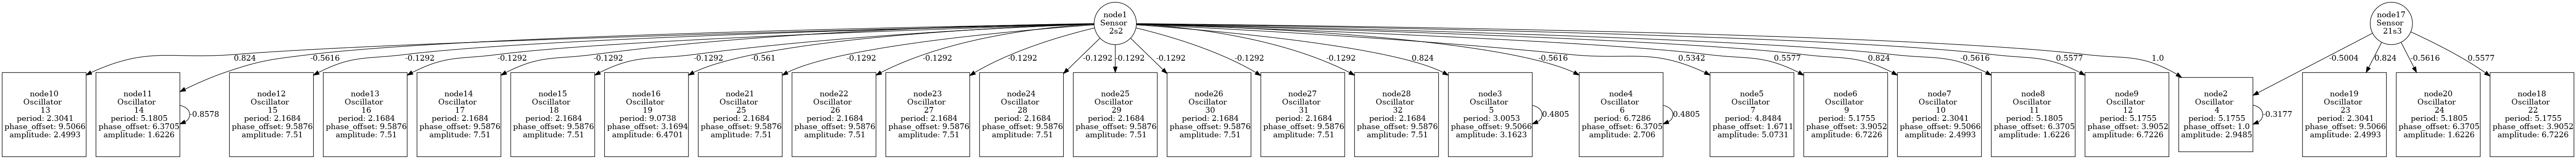 node1
Sensor
2s2
node17
Sensor
21s3
0.824
-0.5616
-0.1292
-0.1292
-0.1292
-0.1292
-0.561
-0.1292
-0.1292
-0.1292
-0.1292
-0.1292
-0.1292
-0.1292
-0.1292
0.824
-0.5616
0.5342
0.5577
0.824
-0.5616
0.5577
1.0
-0.5004
0.824
-0.5616
0.5577
node10
Oscillator
13
period: 2.3041
phase_offset: 9.5066
amplitude: 2.4993
node11
Oscillator
14
period: 5.1805
phase_offset: 6.3705
amplitude: 1.6226
-0.8578
node12
Oscillator
15
period: 2.1684
phase_offset: 9.5876
amplitude: 7.51
node13
Oscillator
16
period: 2.1684
phase_offset: 9.5876
amplitude: 7.51
node14
Oscillator
17
period: 2.1684
phase_offset: 9.5876
amplitude: 7.51
node15
Oscillator
18
period: 2.1684
phase_offset: 9.5876
amplitude: 7.51
node16
Oscillator
19
period: 9.0738
phase_offset: 3.1694
amplitude: 6.4701
node21
Oscillator
25
period: 2.1684
phase_offset: 9.5876
amplitude: 7.51
node22
Oscillator
26
period: 2.1684
phase_offset: 9.5876
amplitude: 7.51
node23
Oscillator
27
period: 2.1684
phase_offset: 9.5876
amplitude: 7.51
node24
Oscillator
28
period: 2.1684
phase_offset: 9.5876
amplitude: 7.51
node25
Oscillator
29
period: 2.1684
phase_offset: 9.5876
amplitude: 7.51
node26
Oscillator
30
period: 2.1684
phase_offset: 9.5876
amplitude: 7.51
node27
Oscillator
31
period: 2.1684
phase_offset: 9.5876
amplitude: 7.51
node28
Oscillator
32
period: 2.1684
phase_offset: 9.5876
amplitude: 7.51
node3
Oscillator
5
period: 3.0053
phase_offset: 9.5066
amplitude: 3.1623
0.4805
node4
Oscillator
6
period: 6.7286
phase_offset: 6.3705
amplitude: 2.706
0.4805
node5
Oscillator
7
period: 4.8484
phase_offset: 1.6711
amplitude: 5.0731
node6
Oscillator
9
period: 5.1755
phase_offset: 3.9052
amplitude: 6.7226
node7
Oscillator
10
period: 2.3041
phase_offset: 9.5066
amplitude: 2.4993
node8
Oscillator
11
period: 5.1805
phase_offset: 6.3705
amplitude: 1.6226
node9
Oscillator
12
period: 5.1755
phase_offset: 3.9052
amplitude: 6.7226
node2
Oscillator
4
period: 5.1755
phase_offset: 1.0
amplitude: 2.9485
-0.3177
node19
Oscillator
23
period: 2.3041
phase_offset: 9.5066
amplitude: 2.4993
node20
Oscillator
24
period: 5.1805
phase_offset: 6.3705
amplitude: 1.6226
node18
Oscillator
22
period: 5.1755
phase_offset: 3.9052
amplitude: 6.7226